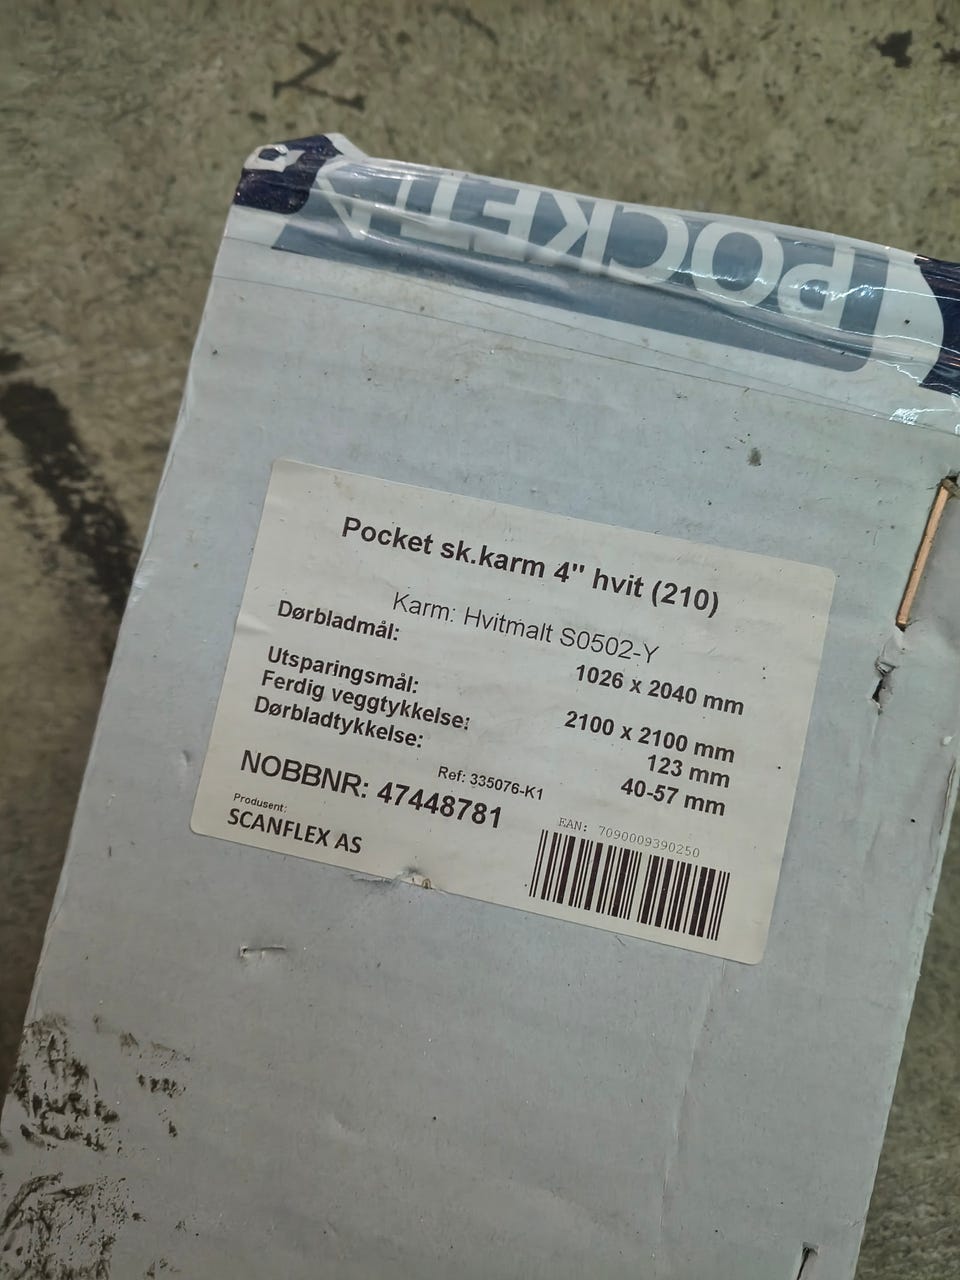 POCKET
Pocket sk.karm 4" hvit (210)
Karm: Hvitmalt S0502-Y
Dørbladmål: 1026 x 2040 mm
Utsparingsmål: 2100 x 2100 mm
Ferdig veggtykkelse: 123 mm
Dørbladtykkelse: 40-57 mm
Ref: 335076-K1
NOBBNR: 47448781
Produsent:
SCANFLEX AS
EAN: 7090009390250